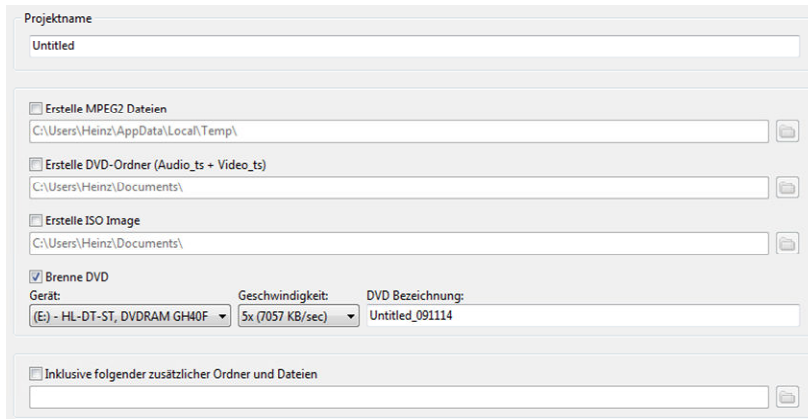 Projektname
Untitled
Erstelle MPEG2 Dateien
C:\Users\Heinz\AppData\Local\Temp\
Erstelle DVD-Ordner (Audio_ts + Video_ts)
C:\Users\Heinz\Documents\
Erstelle ISO Image
C:\Users\Heinz\Documents\
Brenne DVD
Gerät: Geschwindigkeit: DVD Bezeichnung:
(E:) - HL-DT-ST, DVDRAM GH40F 5x (7057 KB/sec) Untitled_091114
Inklusive folgender zusätzlicher Ordner und Dateien